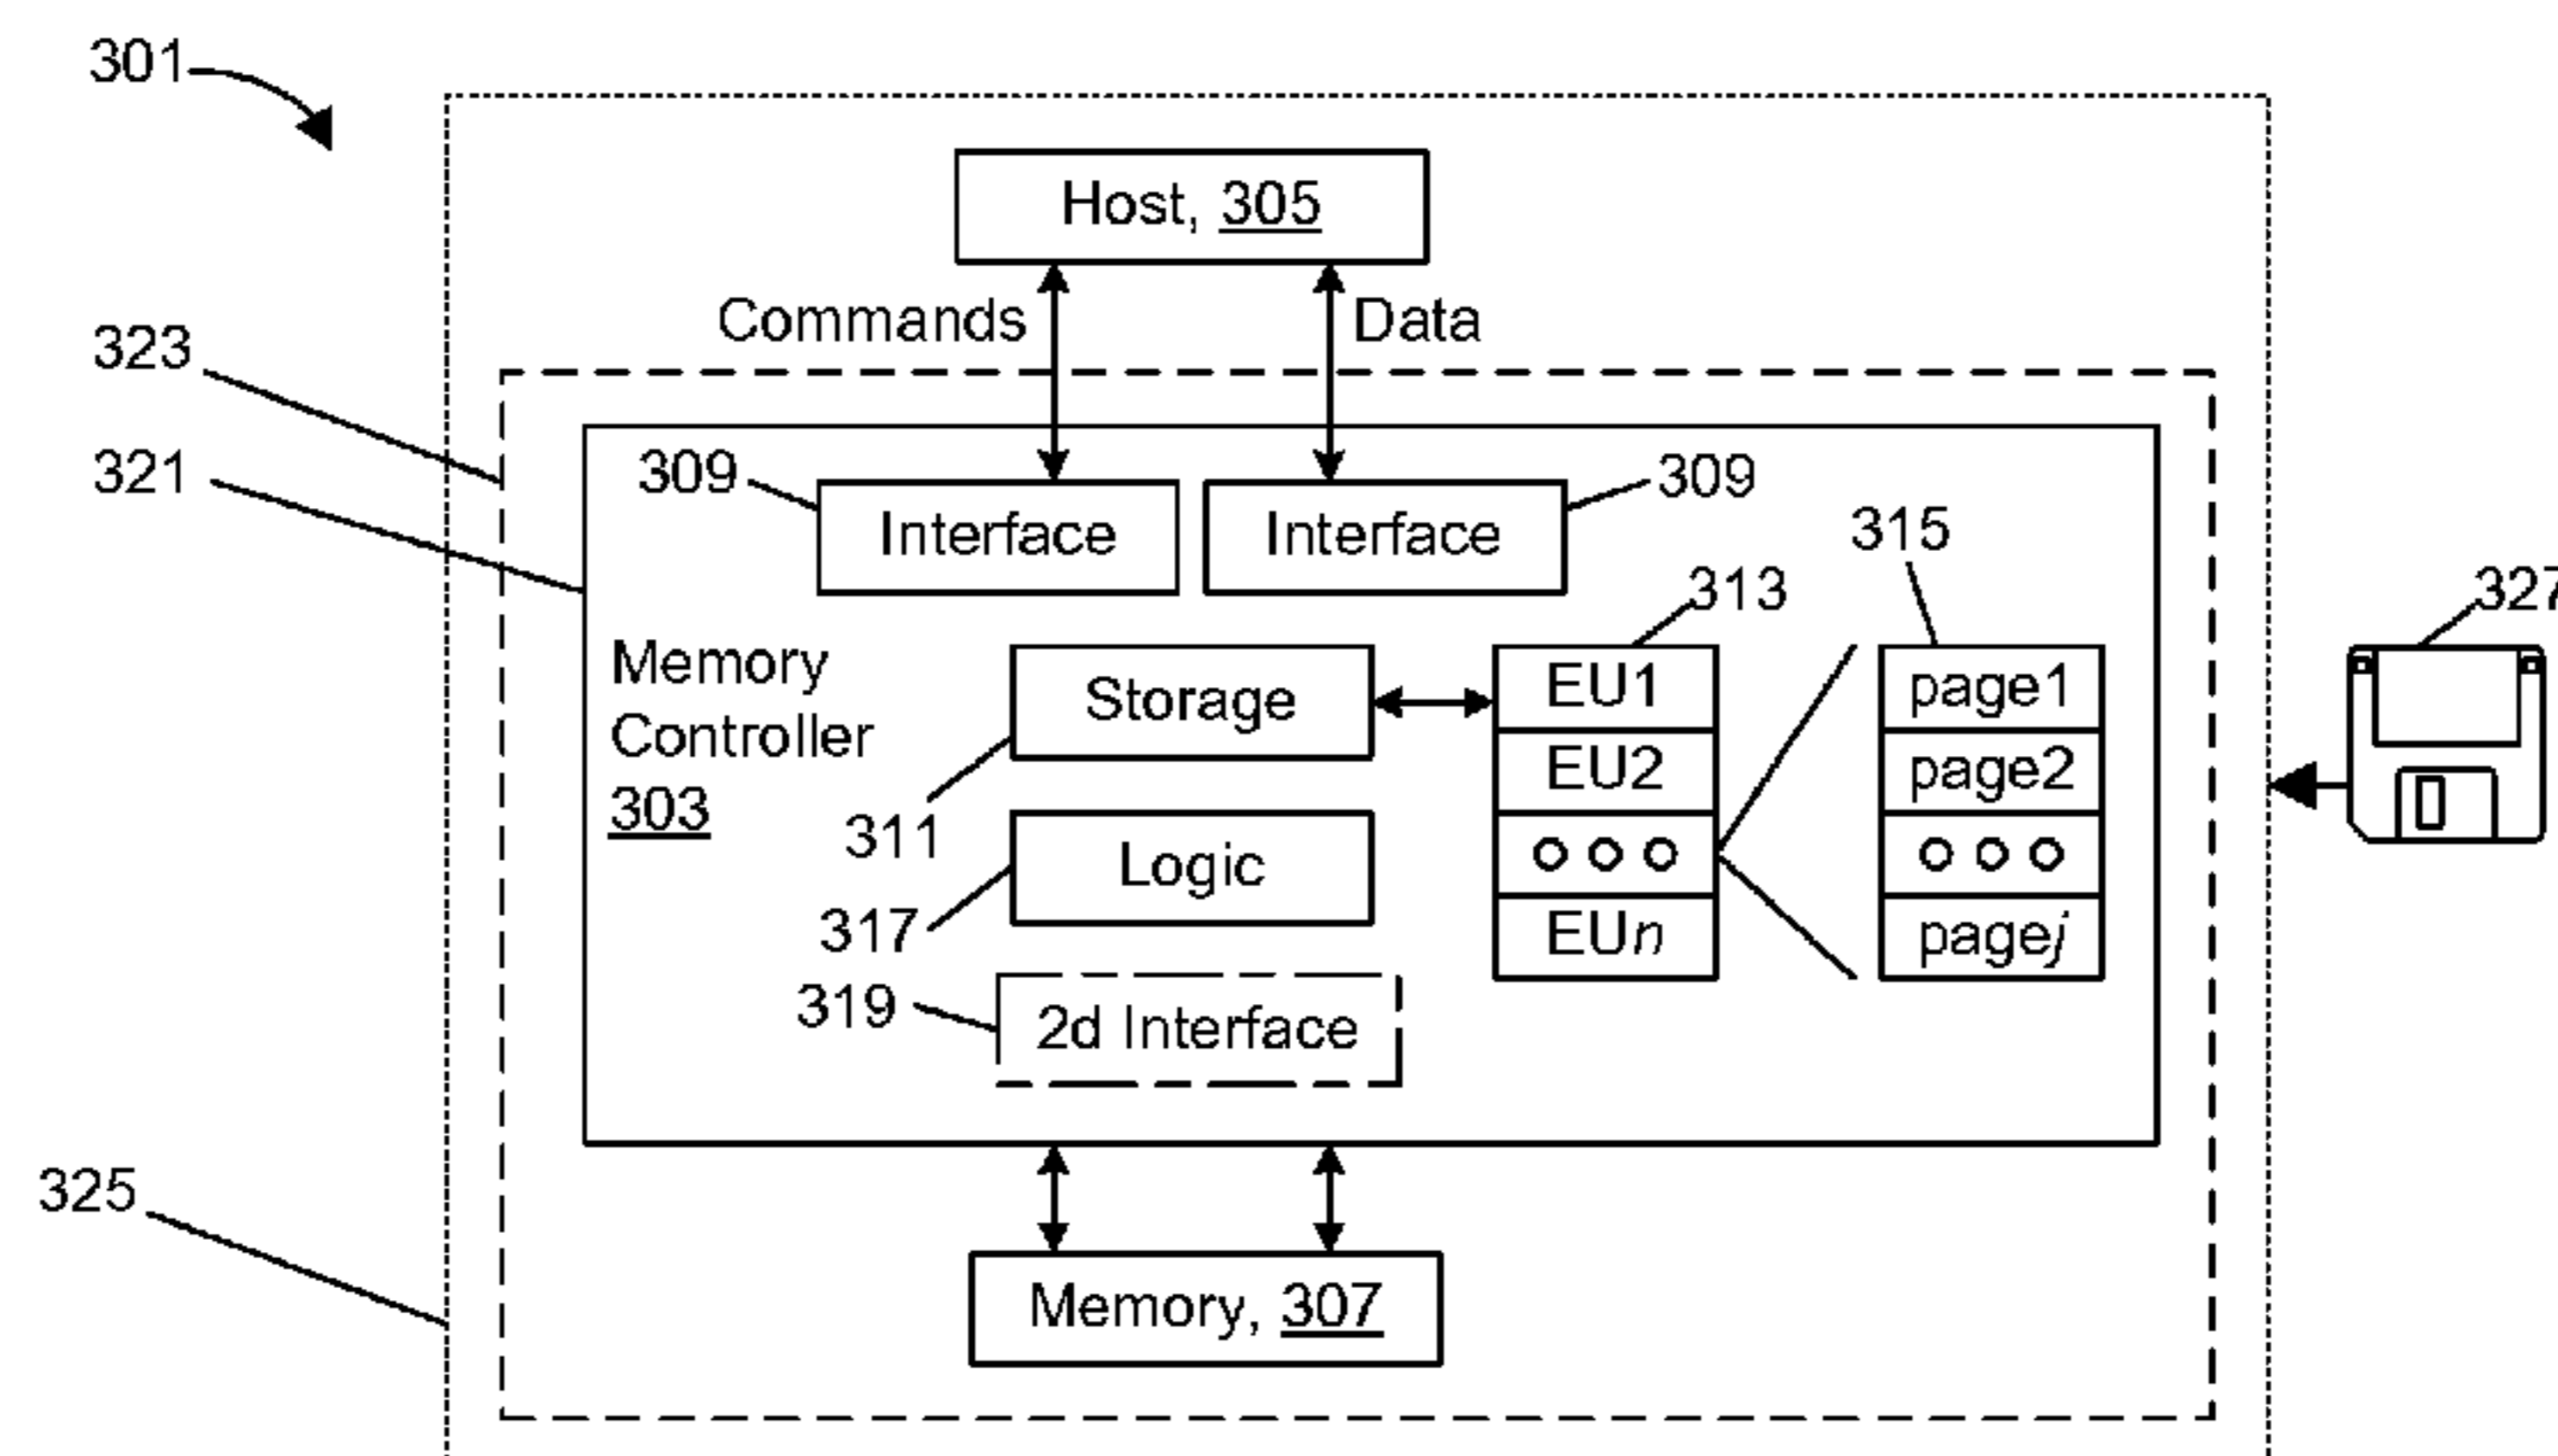 301
Host, 305
Commands
Data
323
321
309
309
Interface
Interface
315
313
327
Memory
Controller
303
Storage
311
Logic
317
319
2d Interface
EU1
EU2
EUn
page1
page2
pagej
325
Memory, 307